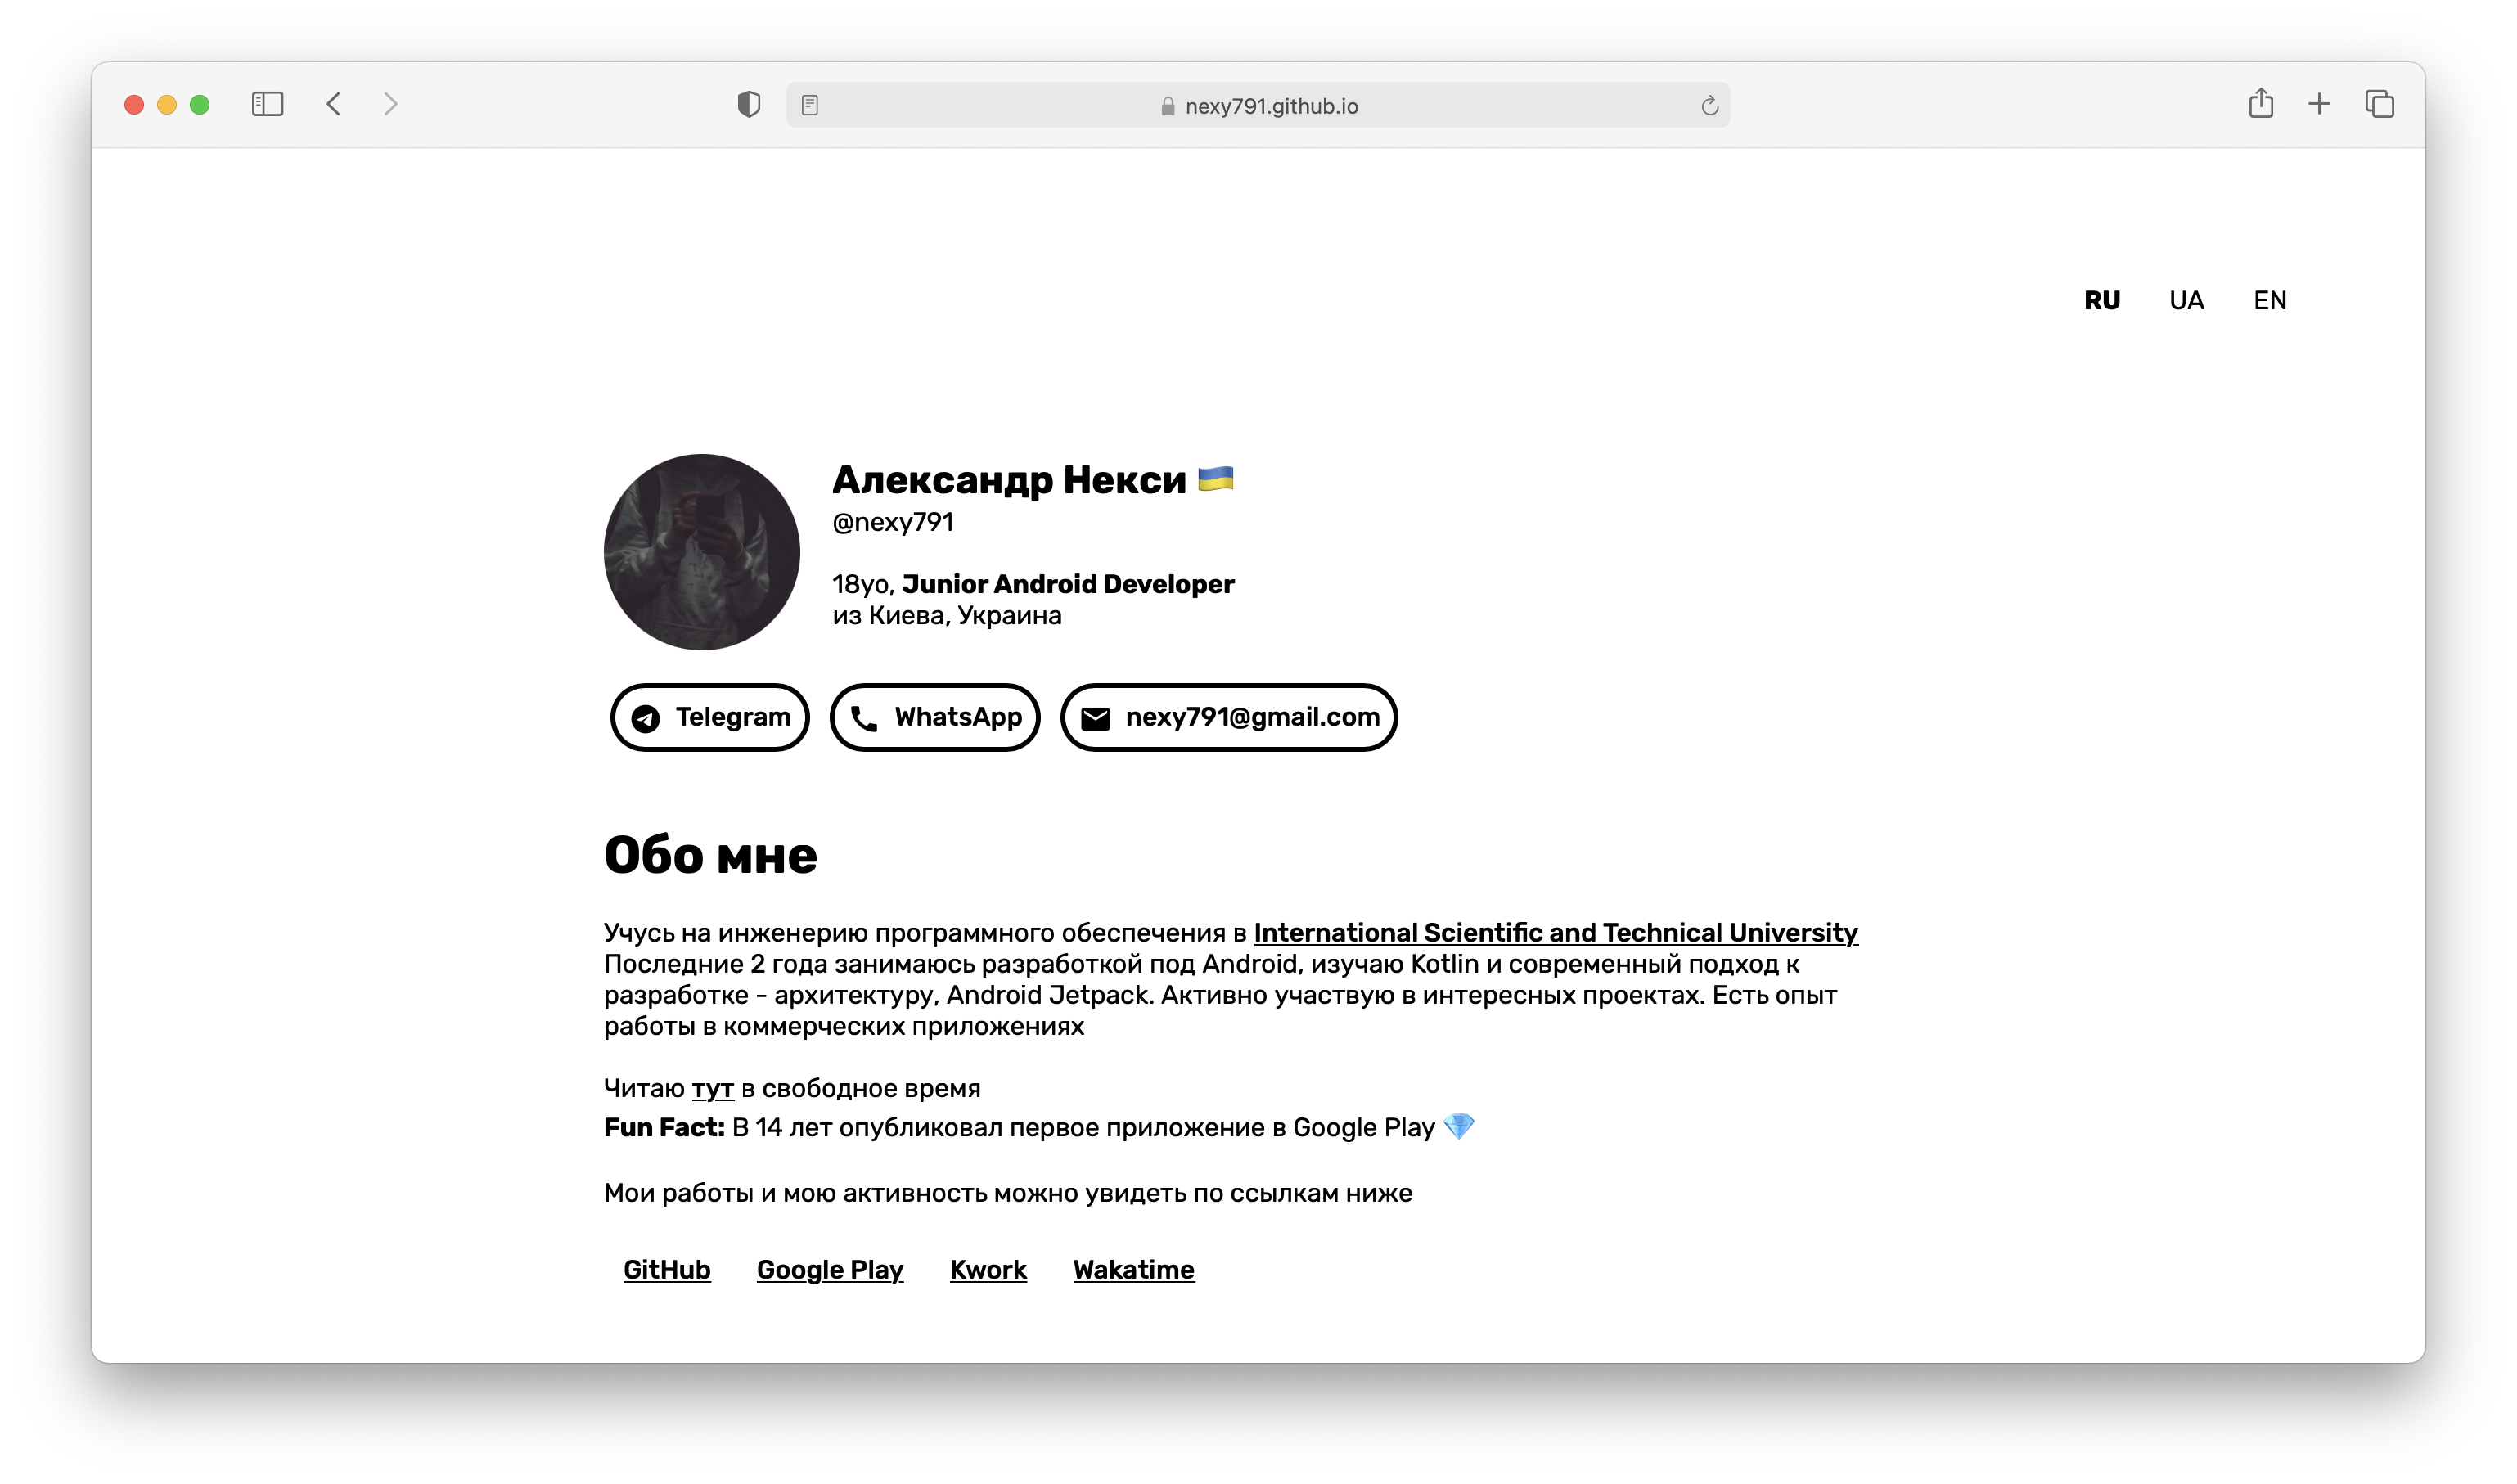 nexy791.github.io
RU UA EN
Александр Некси 🇺🇦
@nexy791
18yo, Junior Android Developer
из Киева, Украина
Telegram WhatsApp nexy791@gmail.com
Обо мне
Учусь на инженерию программного обеспечения в International Scientific and Technical University
Последние 2 года занимаюсь разработкой под Android, изучаю Kotlin и современный подход к
разработке - архитектуру, Android Jetpack. Активно участвую в интересных проектах. Есть опыт
работы в коммерческих приложениях
Читаю тут в свободное время
Fun Fact: В 14 лет опубликовал первое приложение в Google Play 💎
Мои работы и мою активность можно увидеть по ссылкам ниже
GitHub Google Play Kwork Wakatime